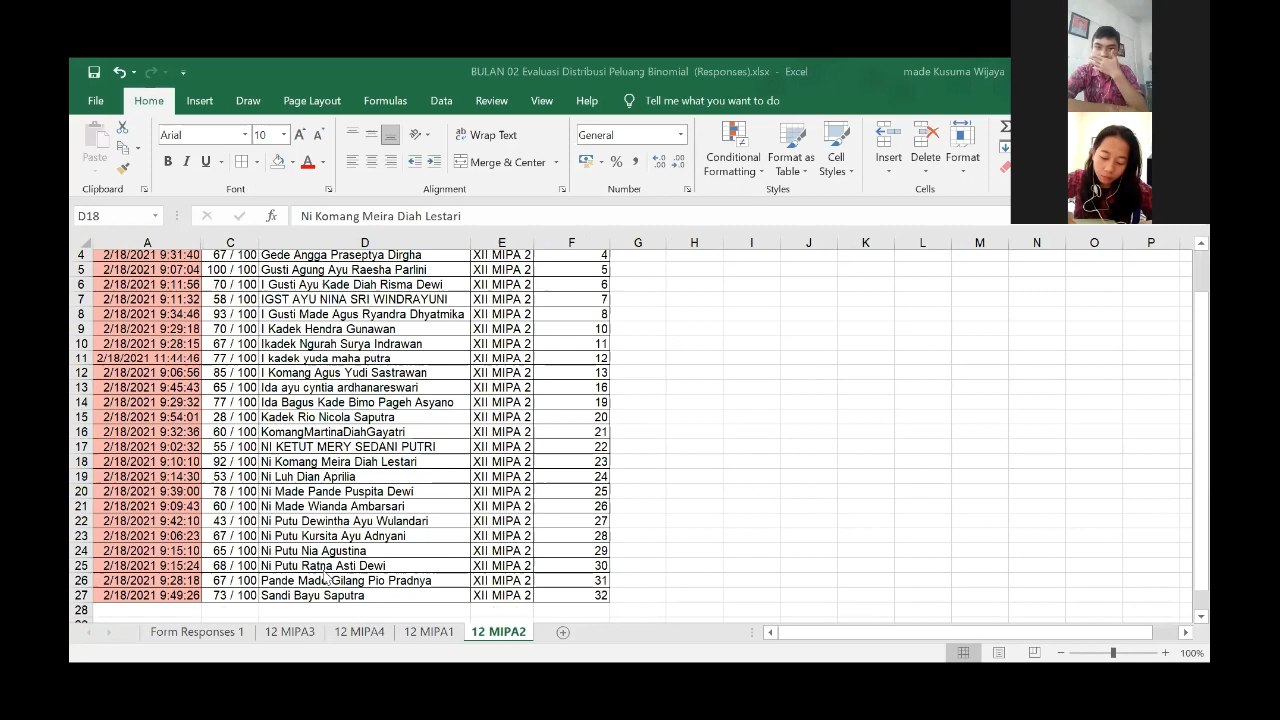 BULAN 02 Evaluasi Distribusi Peluang Binomial (Responses).xlsx - Excel made Kusuma Wijaya
File Home Insert Draw Page Layout Formulas Data Review View Help Tell me what you want to do
Arial 10 Wrap Text General
Paste B I U Merge & Center Conditional Formatting Format as Table Cell Styles Insert Delete Format
Clipboard Font Alignment Number Styles Cells
D18 fx Ni Komang Meira Diah Lestari
A C D E F G H I J K L M N O P
4 2/18/2021 9:31:40 67 / 100 Gede Angga Praseptya Dirgha XII MIPA 2 4
5 2/18/2021 9:07:04 100 / 100 Gusti Agung Ayu Raesha Parlini XII MIPA 2 5
6 2/18/2021 9:11:56 70 / 100 I Gusti Ayu Kade Diah Risma Dewi XII MIPA 2 6
7 2/18/2021 9:11:32 58 / 100 IGST AYU NINA SRI WINDRAYUNI XII MIPA 2 7
8 2/18/2021 9:34:46 93 / 100 I Gusti Made Agus Ryandra Dhyatmika XII MIPA 2 8
9 2/18/2021 9:29:18 70 / 100 I Kadek Hendra Gunawan XII MIPA 2 10
10 2/18/2021 9:28:15 67 / 100 Ikadek Ngurah Surya Indrawan XII MIPA 2 11
11 2/18/2021 11:44:46 77 / 100 I kadek yuda maha putra XII MIPA 2 12
12 2/18/2021 9:06:56 85 / 100 I Komang Agus Yudi Sastrawan XII MIPA 2 13
13 2/18/2021 9:45:43 65 / 100 Ida ayu cyntia ardhanareswari XII MIPA 2 16
14 2/18/2021 9:29:32 77 / 100 Ida Bagus Kade Bimo Pageh Asyano XII MIPA 2 19
15 2/18/2021 9:54:01 28 / 100 Kadek Rio Nicola Saputra XII MIPA 2 20
16 2/18/2021 9:32:36 60 / 100 KomangMartinaDiahGayatri XII MIPA 2 21
17 2/18/2021 9:02:32 55 / 100 NI KETUT MERY SEDANI PUTRI XII MIPA 2 22
18 2/18/2021 9:10:10 92 / 100 Ni Komang Meira Diah Lestari XII MIPA 2 23
19 2/18/2021 9:14:30 53 / 100 Ni Luh Dian Aprilia XII MIPA 2 24
20 2/18/2021 9:39:00 78 / 100 Ni Made Pande Puspita Dewi XII MIPA 2 25
21 2/18/2021 9:09:43 60 / 100 Ni Made Wianda Ambarsari XII MIPA 2 26
22 2/18/2021 9:42:10 43 / 100 Ni Putu Dewintha Ayu Wulandari XII MIPA 2 27
23 2/18/2021 9:06:23 67 / 100 Ni Putu Kursita Ayu Adnyani XII MIPA 2 28
24 2/18/2021 9:15:10 65 / 100 Ni Putu Nia Agustina XII MIPA 2 29
25 2/18/2021 9:15:24 68 / 100 Ni Putu Ratna Asti Dewi XII MIPA 2 30
26 2/18/2021 9:28:18 67 / 100 Pande Made Gilang Pio Pradnya XII MIPA 2 31
27 2/18/2021 9:49:26 73 / 100 Sandi Bayu Saputra XII MIPA 2 32
28
Form Responses 1 12 MIPA3 12 MIPA4 12 MIPA1 12 MIPA2
100%